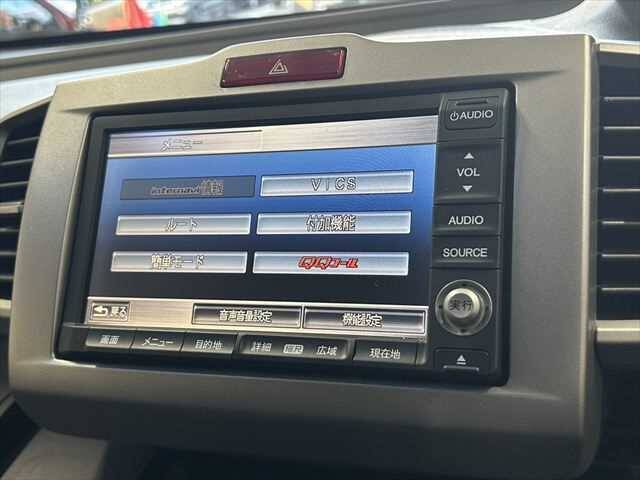 メニュー
internavi情報
VICS
ルート
付加機能
簡単モード
QQコール
戻る
音声音量設定
機能設定
画面
メニュー
目的地
詳細
広域
現在地
AUDIO
VOL
AUDIO
SOURCE
実行